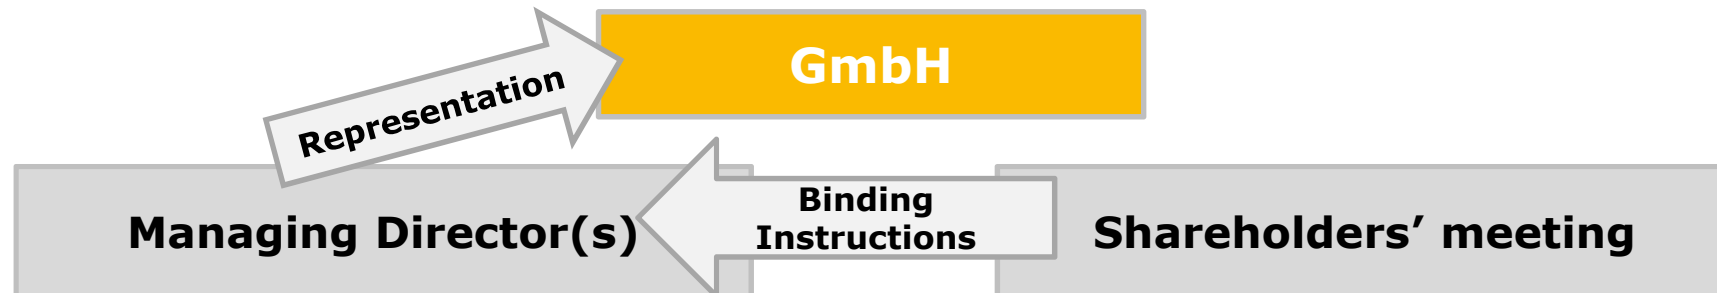 GmbH
Representation
Managing Director(s)
Binding
Instructions
Shareholders’ meeting